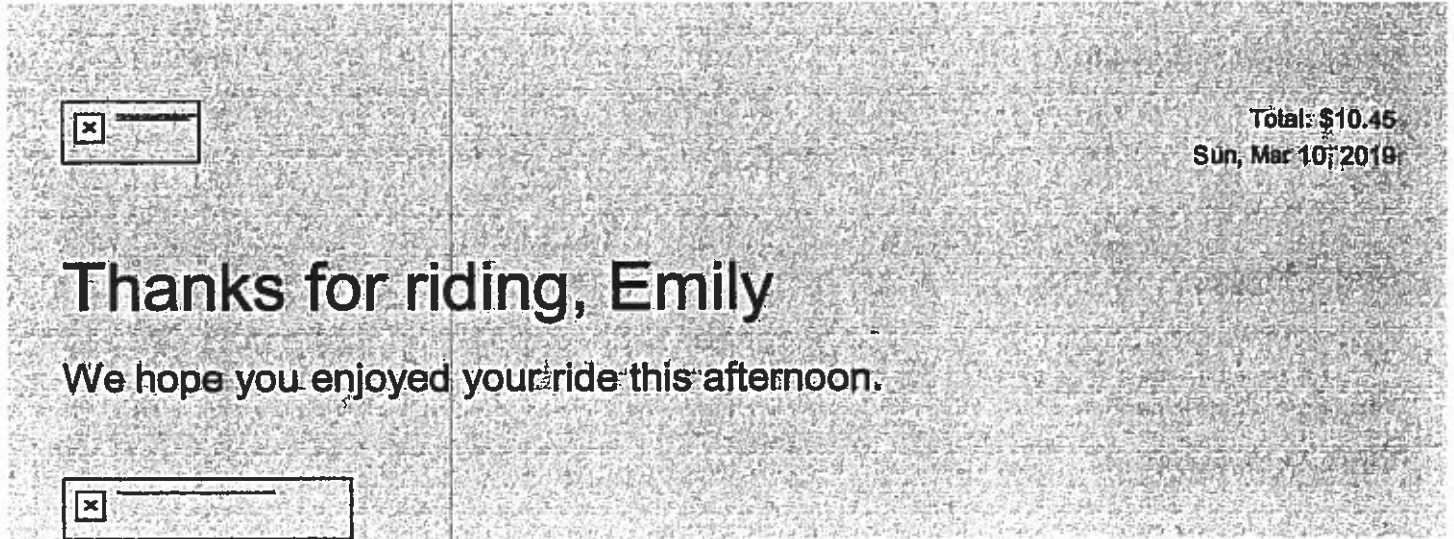 Total: $10.45
Sun, Mar 10, 2019
Thanks for riding, Emily
We hope you enjoyed your ride this afternoon.